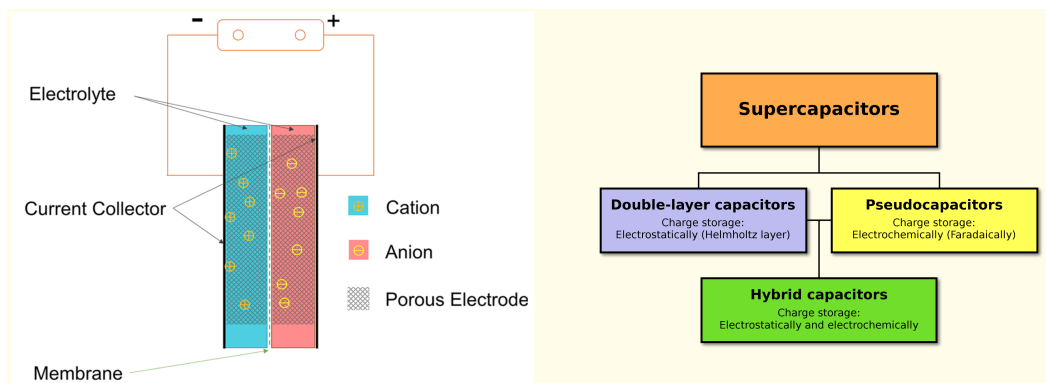 - +
Electrolyte
Current Collector
Cation
Anion
Porous Electrode
Membrane
Supercapacitors
Double-layer capacitors
Charge storage:
Electrostatically (Helmholtz layer)
Pseudocapacitors
Charge storage:
Electrochemically (Faradaically)
Hybrid capacitors
Charge storage:
Electrostatically and electrochemically